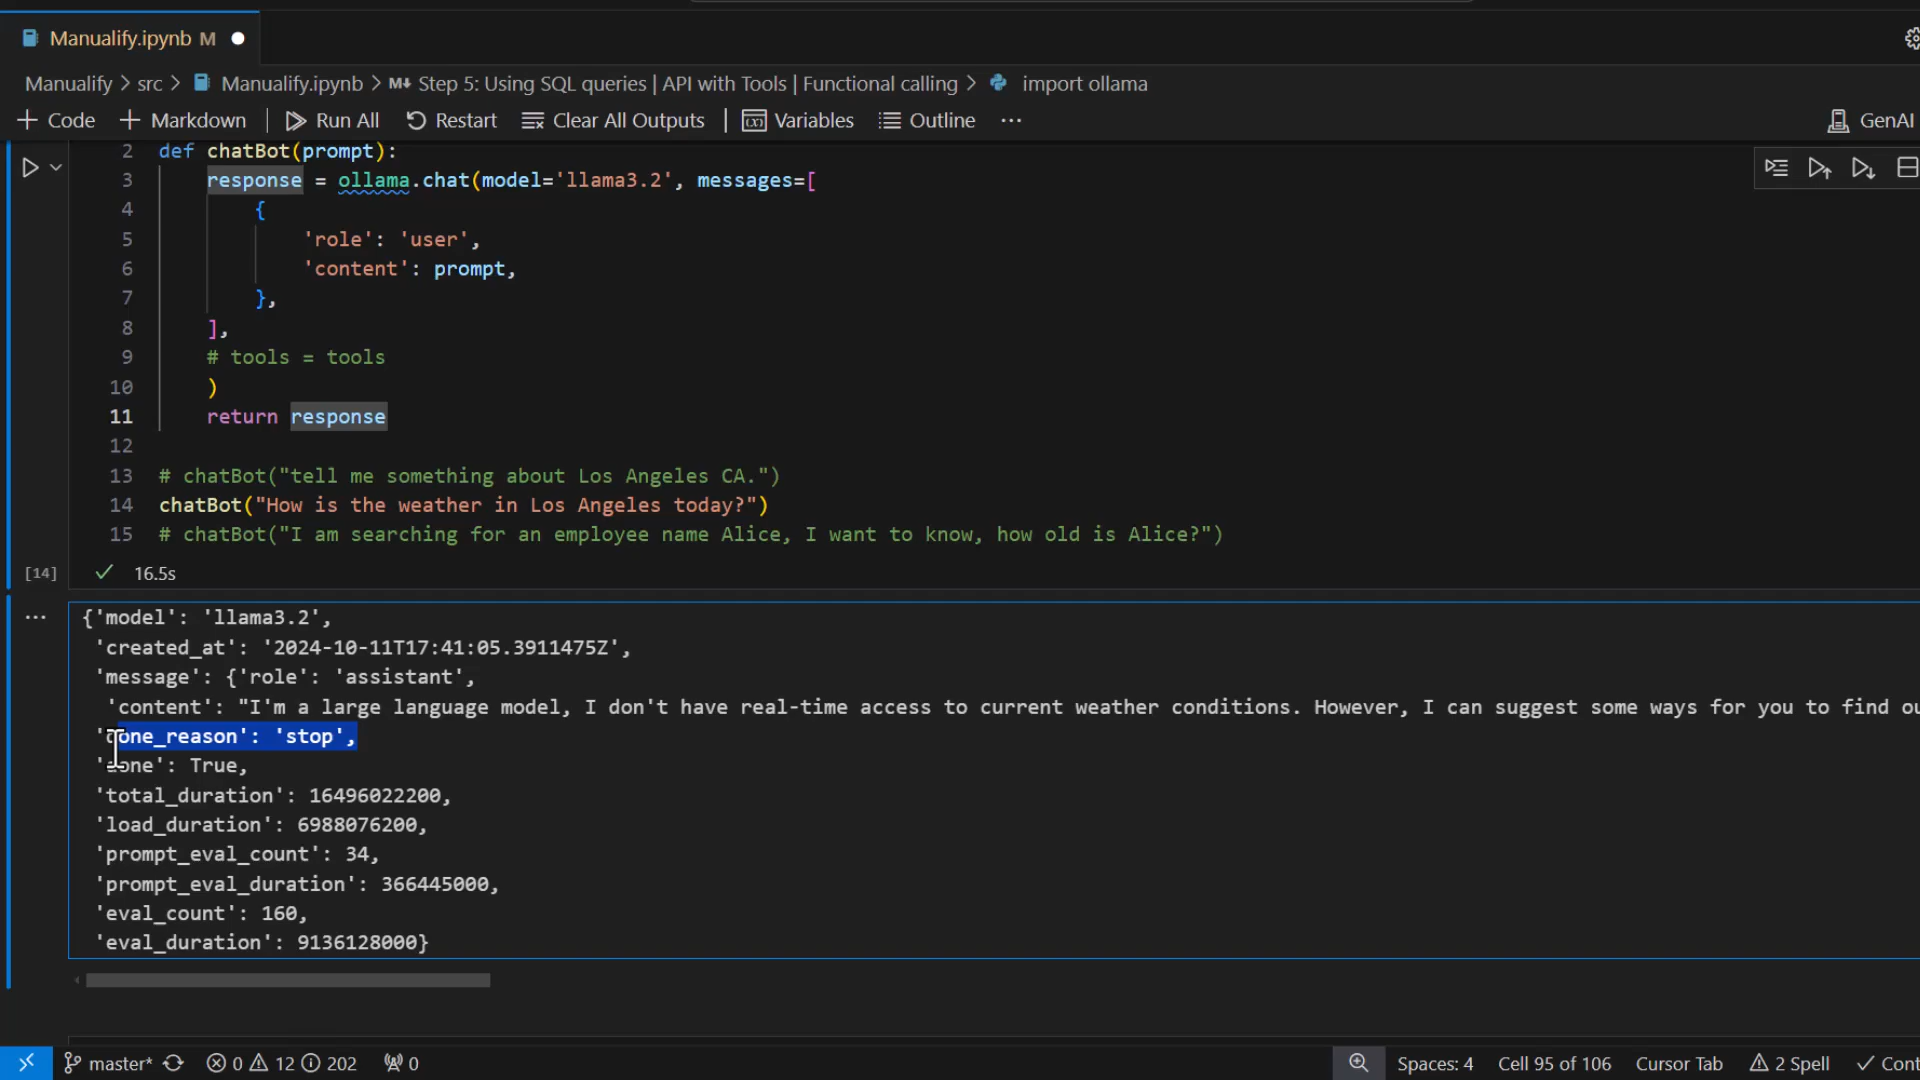 Manualify.ipynb M
Manualify > src > Manualify.ipynb > M↓ Step 5: Using SQL queries | API with Tools | Functional calling > import ollama
+ Code + Markdown | Run All Restart Clear All Outputs | Variables Outline ... GenAI
2 def chatBot(prompt):
3 response = ollama.chat(model='llama3.2', messages=[
4 {
5 'role': 'user',
6 'content': prompt,
7 },
8 ],
9 # tools = tools
10 )
11 return response
12
13 # chatBot("tell me something about Los Angeles CA.")
14 chatBot("How is the weather in Los Angeles today?")
15 # chatBot("I am searching for an employee name Alice, I want to know, how old is Alice?")
[14] 16.5s
... {'model': 'llama3.2',
'created_at': '2024-10-11T17:41:05.3911475Z',
'message': {'role': 'assistant',
'content': "I'm a large language model, I don't have real-time access to current weather conditions. However, I can suggest some ways for you to find ou
'done_reason': 'stop',
'done': True,
'total_duration': 16496022200,
'load_duration': 6988076200,
'prompt_eval_count': 34,
'prompt_eval_duration': 366445000,
'eval_count': 160,
'eval_duration': 9136128000}
master* 0 12 202 0 Spaces: 4 Cell 95 of 106 Cursor Tab 2 Spell Cont